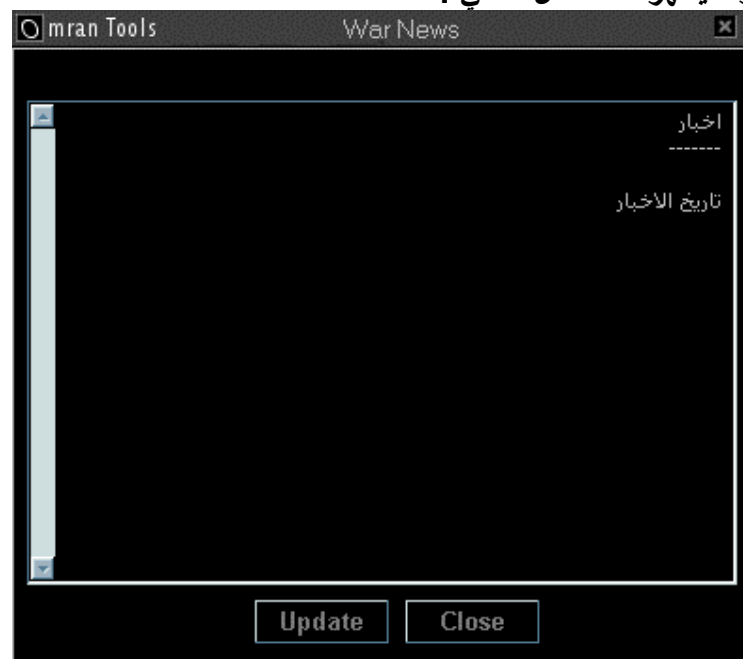 Omran Tools
War News
اخبار
-------
تاريخ الاخبار
Update
Close